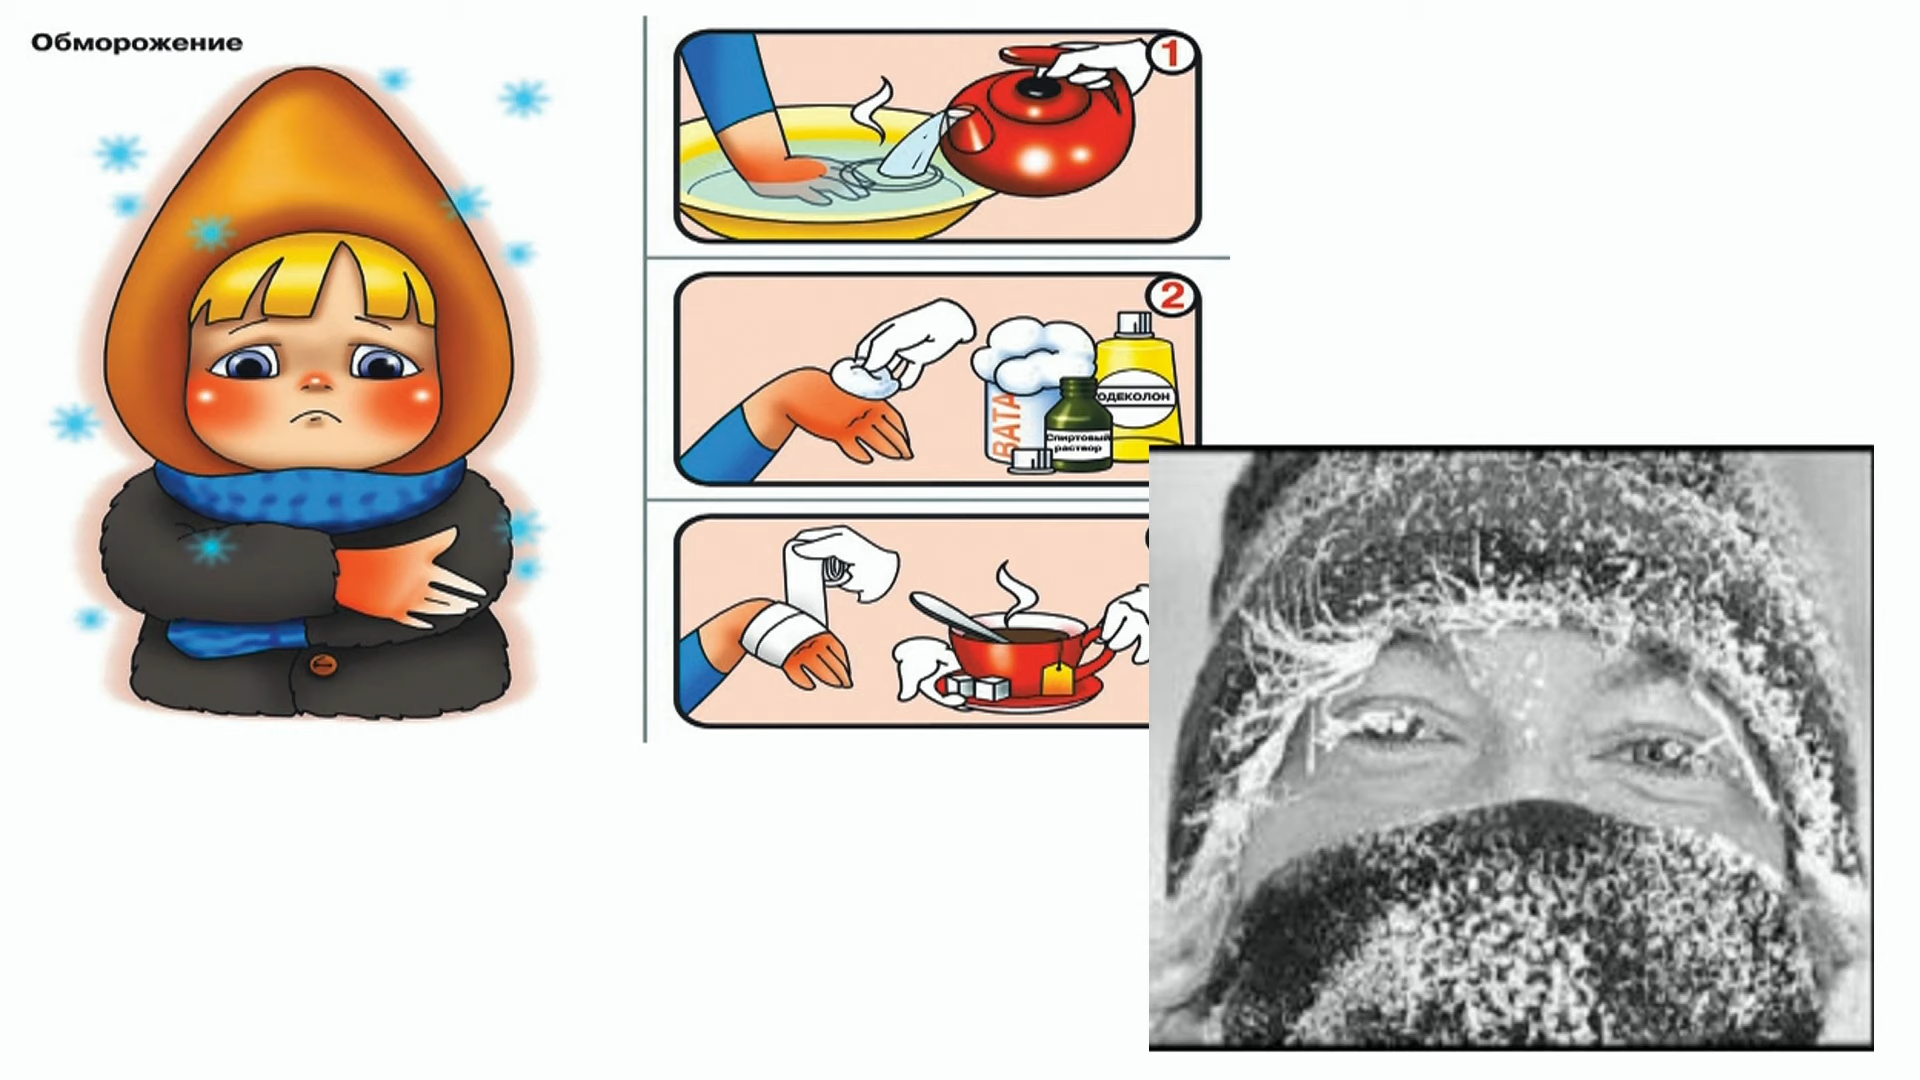 Обморожение
1
2
ВАТА
ОДЕКОЛОН
Спиртовый
раствор